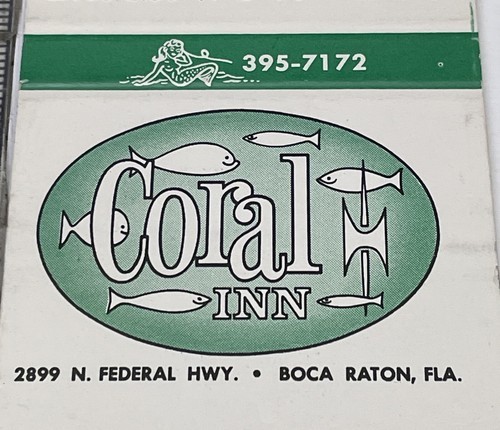 395-7172
Coral
INN
2899 N. FEDERAL HWY. • BOCA RATON, FLA.